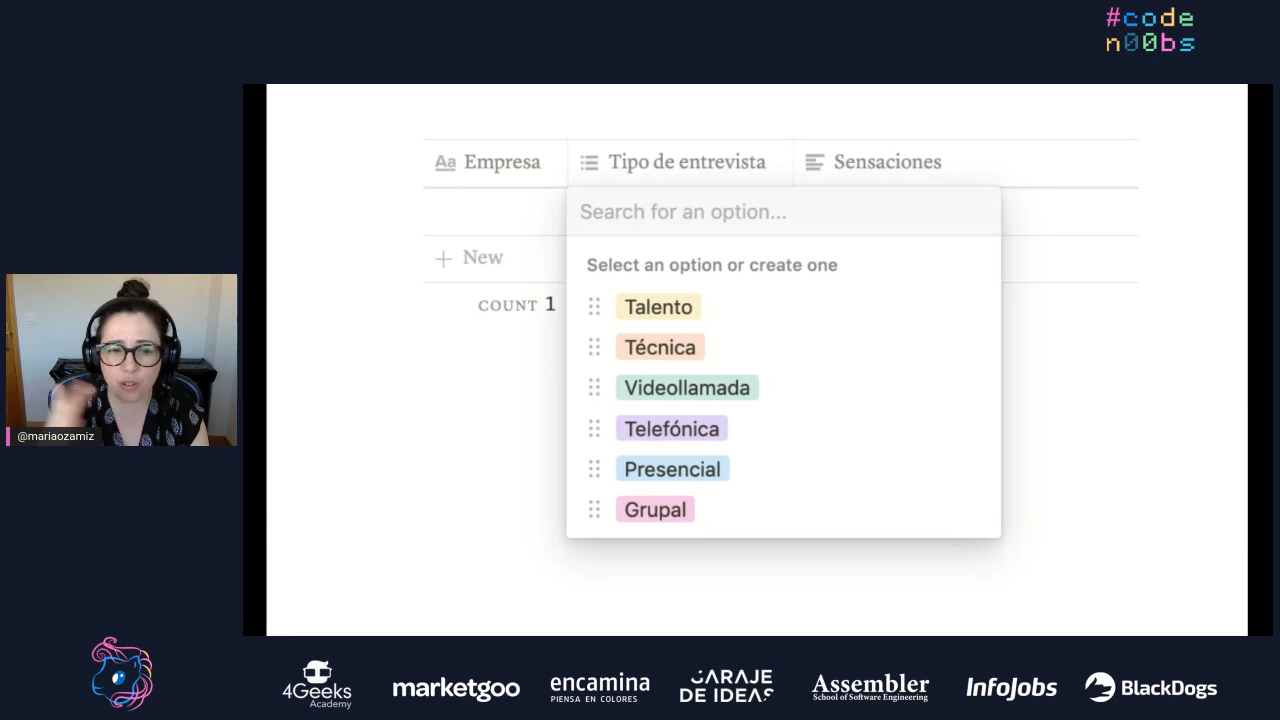 #code
n00bs
Aa Empresa
Tipo de entrevista
Sensaciones
Search for an option...
+ New
Select an option or create one
COUNT 1
Talento
Técnica
Videollamada
Telefónica
Presencial
Grupal
@mariaozamiz
4Geeks
Academy
marketgoo
encamina
PIENSA EN COLORES
GARAJE
DE IDEAS
Assembler
School of Software Engineering
InfoJobs
BlackDogs